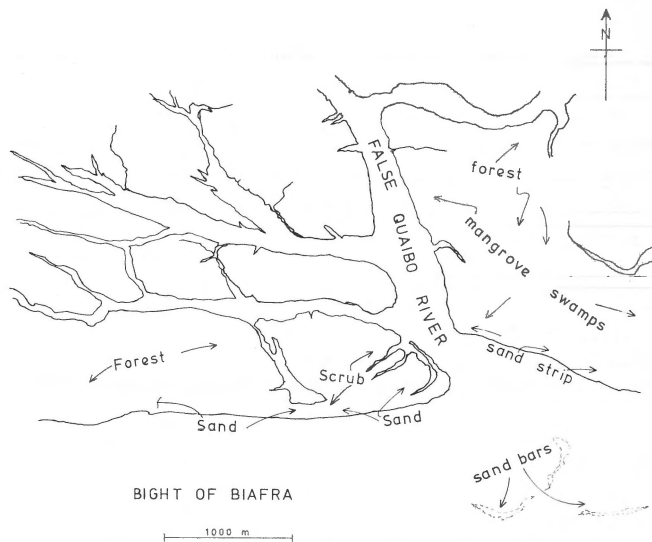 N
FALSE QUAIBO RIVER
forest
mangrove swamps
sand strip
Forest
Scrub
Sand
Sand
sand bars
BIGHT OF BIAFRA
1000 m